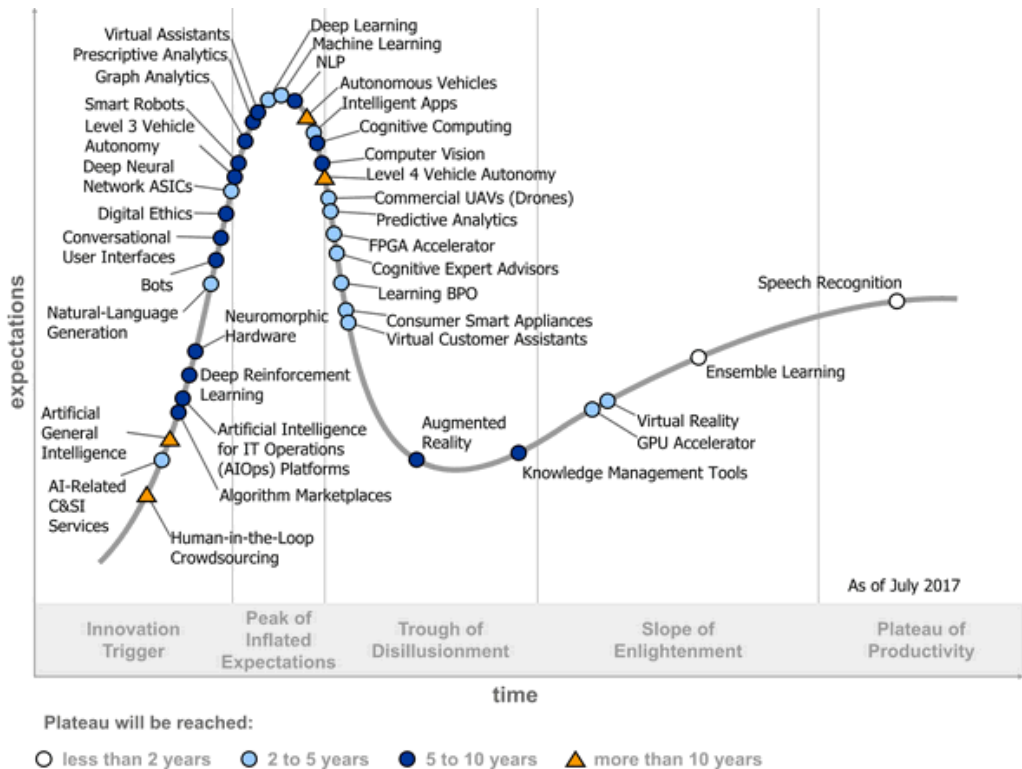 Deep Learning
Virtual Assistants
Machine Learning
Prescriptive Analytics
NLP
Graph Analytics
Autonomous Vehicles
Smart Robots
Intelligent Apps
Level 3 Vehicle
Autonomy
Cognitive Computing
Deep Neural
Network ASICs
Computer Vision
Level 4 Vehicle Autonomy
Digital Ethics
Commercial UAVs (Drones)
Predictive Analytics
Conversational
User Interfaces
FPGA Accelerator
Cognitive Expert Advisors
Bots
Learning BPO
Natural-Language
Generation
Consumer Smart Appliances
Virtual Customer Assistants
Neuromorphic
Hardware
Speech Recognition
Deep Reinforcement
Learning
Ensemble Learning
Artificial
General
Intelligence
Artificial Intelligence
for IT Operations
(AIOps) Platforms
Augmented
Reality
Virtual Reality
GPU Accelerator
Knowledge Management Tools
AI-Related
C&SI
Services
Algorithm Marketplaces
Human-in-the-Loop
Crowdsourcing
As of July 2017
expectations
Innovation
Trigger
Peak of
Inflated
Expectations
Trough of
Disillusionment
Slope of
Enlightenment
Plateau of
Productivity
time
Plateau will be reached:
less than 2 years
2 to 5 years
5 to 10 years
more than 10 years